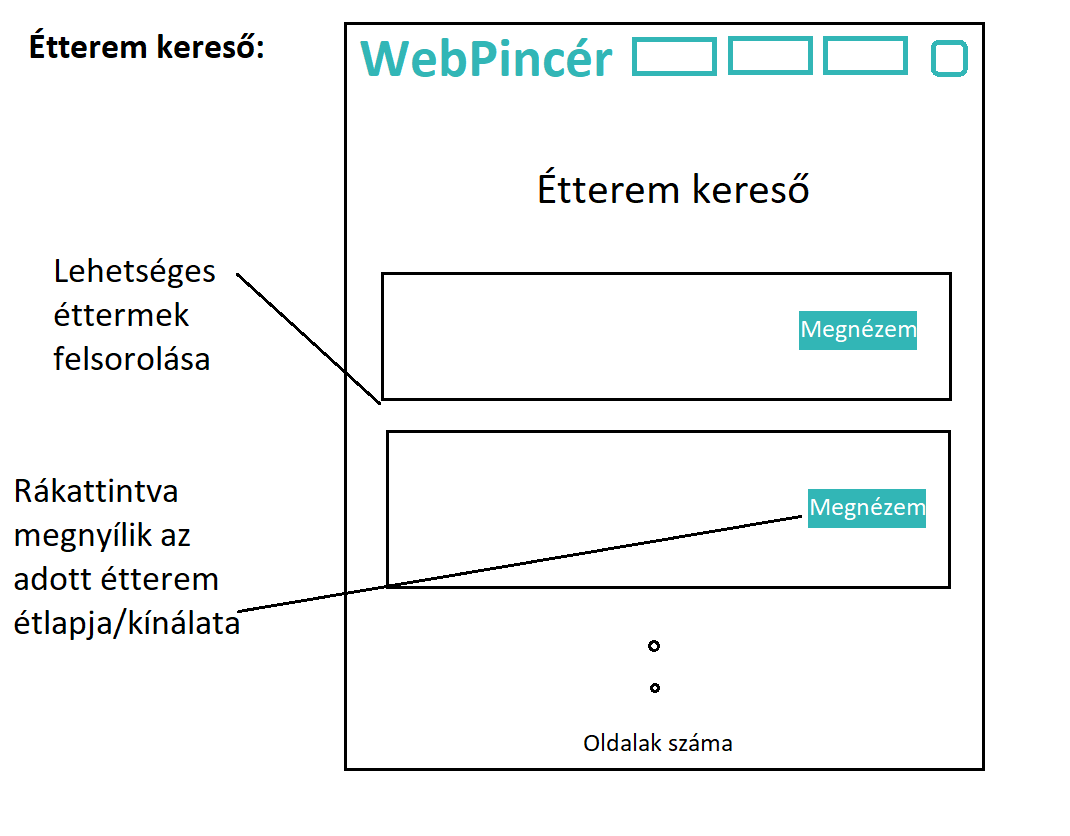 Étterem kereső:
WebPincér
Étterem kereső
Lehetséges
éttermek
felsorolása
Megnézem
Rákattintva
megnyílik az
adott étterem
étlapja/kínálata
Megnézem
Oldalak száma